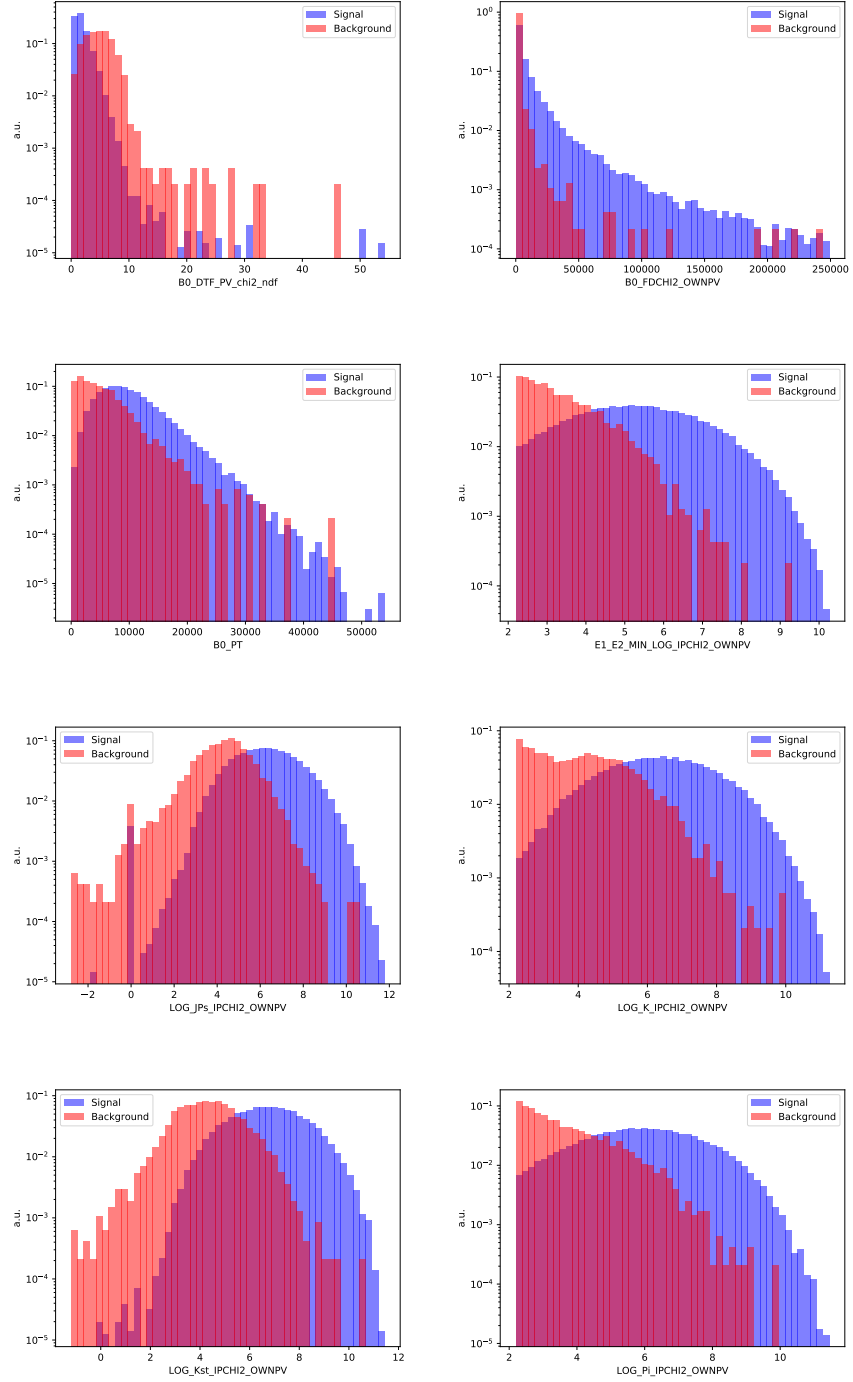 10⁻¹
10⁻²
10⁻³
10⁻⁴
10⁻⁵
a.u.
Signal
Background
0 10 20 30 40 50
B0_DTF_PV_chi2_ndf
10⁰
10⁻¹
10⁻²
10⁻³
10⁻⁴
a.u.
Signal
Background
0 50000 100000 150000 200000 250000
B0_FDCHI2_OWNPV
10⁻¹
10⁻²
10⁻³
10⁻⁴
10⁻⁵
a.u.
Signal
Background
0 10000 20000 30000 40000 50000
B0_PT
10⁻¹
10⁻²
10⁻³
10⁻⁴
a.u.
Signal
Background
2 3 4 5 6 7 8 9 10
E1_E2_MIN_LOG_IPCHI2_OWNPV
10⁻¹
10⁻²
10⁻³
10⁻⁴
10⁻⁵
a.u.
Signal
Background
−2 0 2 4 6 8 10 12
LOG_JPs_IPCHI2_OWNPV
10⁻¹
10⁻²
10⁻³
10⁻⁴
a.u.
Signal
Background
2 4 6 8 10
LOG_K_IPCHI2_OWNPV
10⁻¹
10⁻²
10⁻³
10⁻⁴
10⁻⁵
a.u.
Signal
Background
0 2 4 6 8 10 12
LOG_Kst_IPCHI2_OWNPV
10⁻¹
10⁻²
10⁻³
10⁻⁴
10⁻⁵
a.u.
Signal
Background
2 4 6 8 10
LOG_Pi_IPCHI2_OWNPV